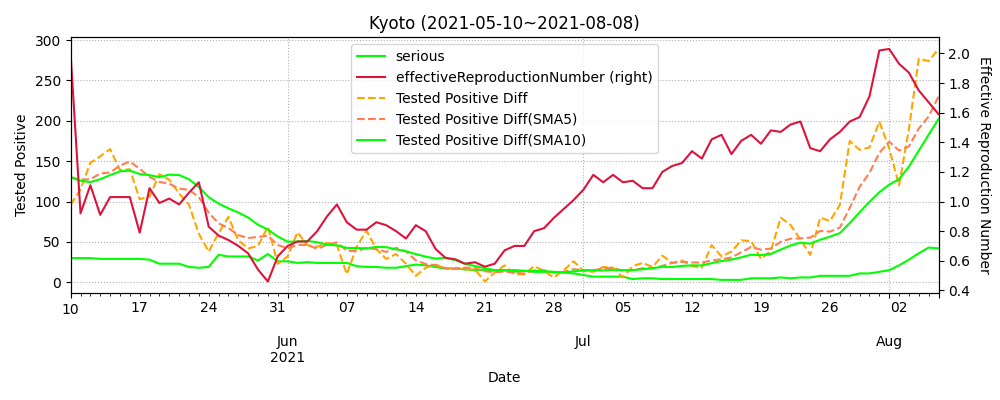 Kyoto (2021-05-10~2021-08-08)
serious
effectiveReproductionNumber (right)
Tested Positive Diff
Tested Positive Diff(SMA5)
Tested Positive Diff(SMA10)
Tested Positive
300
250
200
150
100
50
0
2.0
1.8
1.6
1.4
1.2
1.0
0.8
0.6
0.4
Effective Reproduction Number
10 17 24 31 07 14 21 28 05 12 19 26 02
Jun Jul Aug
2021
Date